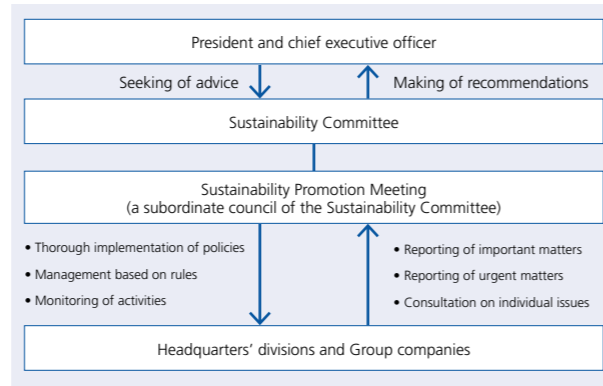 President and chief executive officer
Seeking of advice
Making of recommendations
Sustainability Committee
Sustainability Promotion Meeting
(a subordinate council of the Sustainability Committee)
• Thorough implementation of policies
• Management based on rules
• Monitoring of activities
• Reporting of important matters
• Reporting of urgent matters
• Consultation on individual issues
Headquarters’ divisions and Group companies